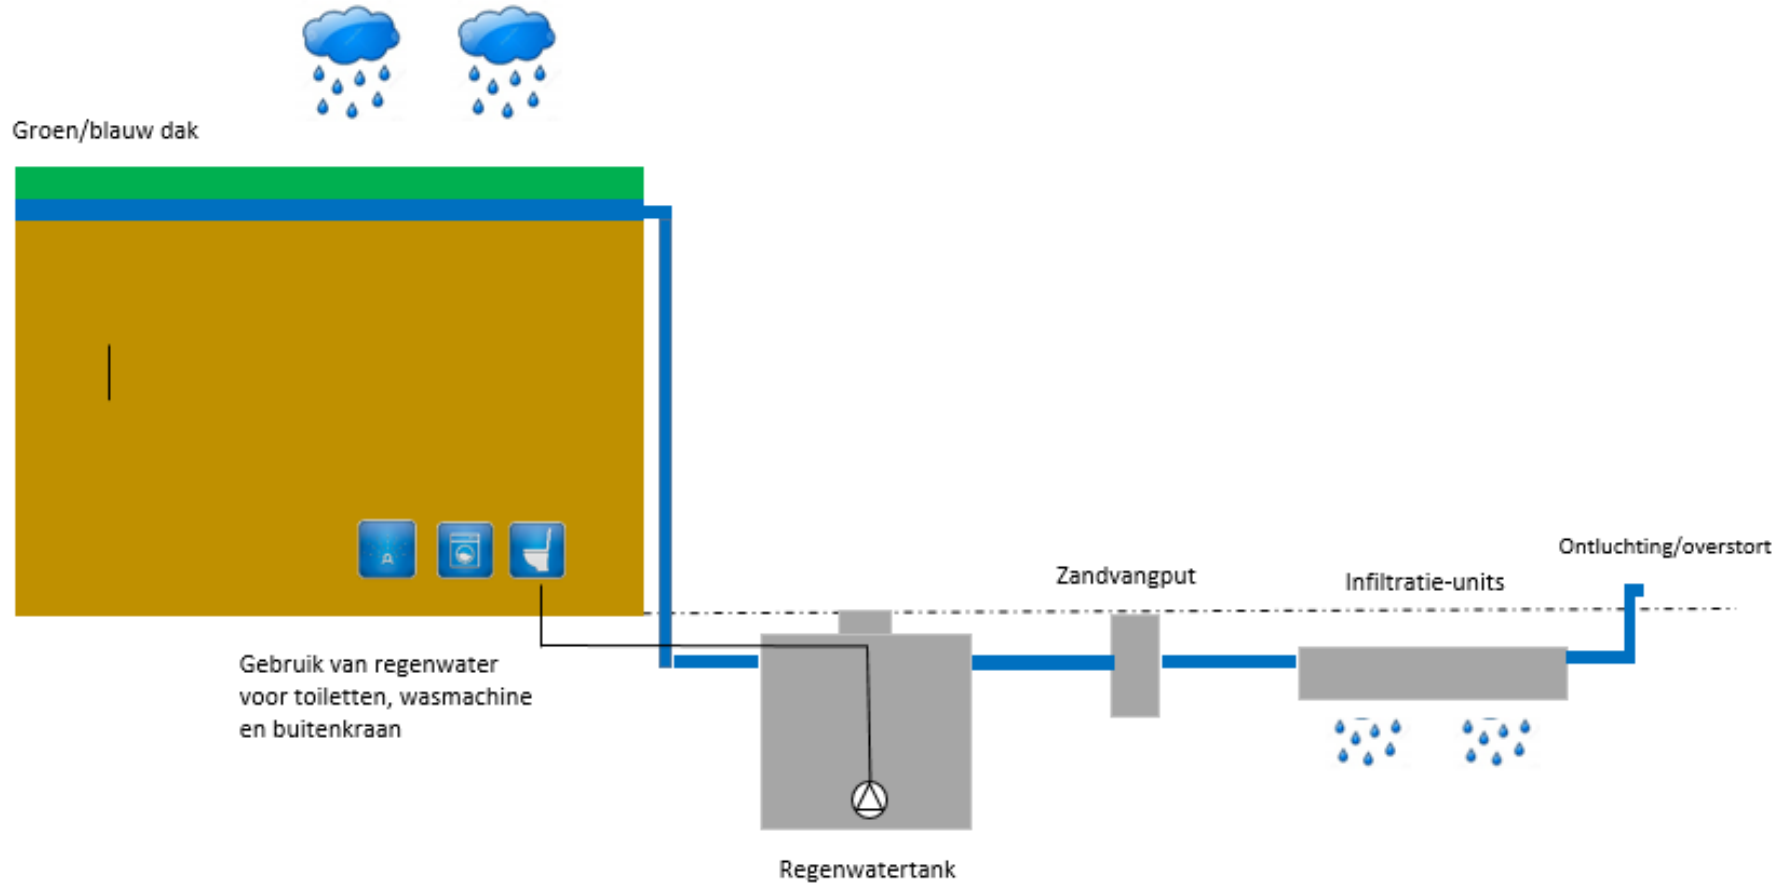 Groen/blauw dak
A
Ontluchting/overstort
Zandvangput
Infiltratie-units
Gebruik van regenwater
voor toiletten, wasmachine
en buitenkraan
Regenwatertank